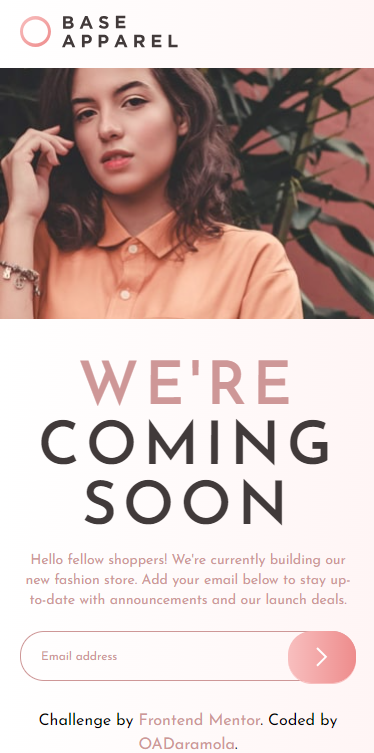 BASE
APPAREL
WE'RE
COMING
SOON
Hello fellow shoppers! We're currently building our
new fashion store. Add your email below to stay up-
to-date with announcements and our launch deals.
Email address
Challenge by Frontend Mentor. Coded by
OADaramola.